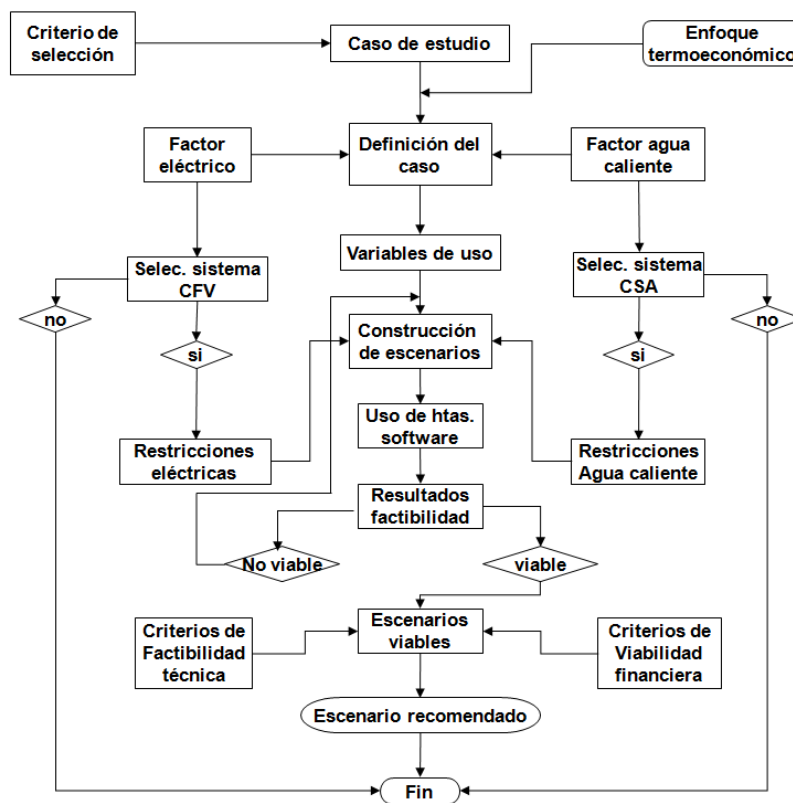 Criterio de
selección
Caso de estudio
Enfoque
termoeconómico
Factor
eléctrico
Definición del
caso
Factor agua
caliente
Variables de uso
Selec. sistema
CFV
Selec. sistema
CSA
no
si
Construcción
de escenarios
si
no
Uso de htas.
software
Restricciones
eléctricas
Restricciones
Agua caliente
Resultados
factibilidad
No viable
viable
Criterios de
Factibilidad
técnica
Escenarios
viables
Criterios de
Viabilidad
financiera
Escenario recomendado
Fin